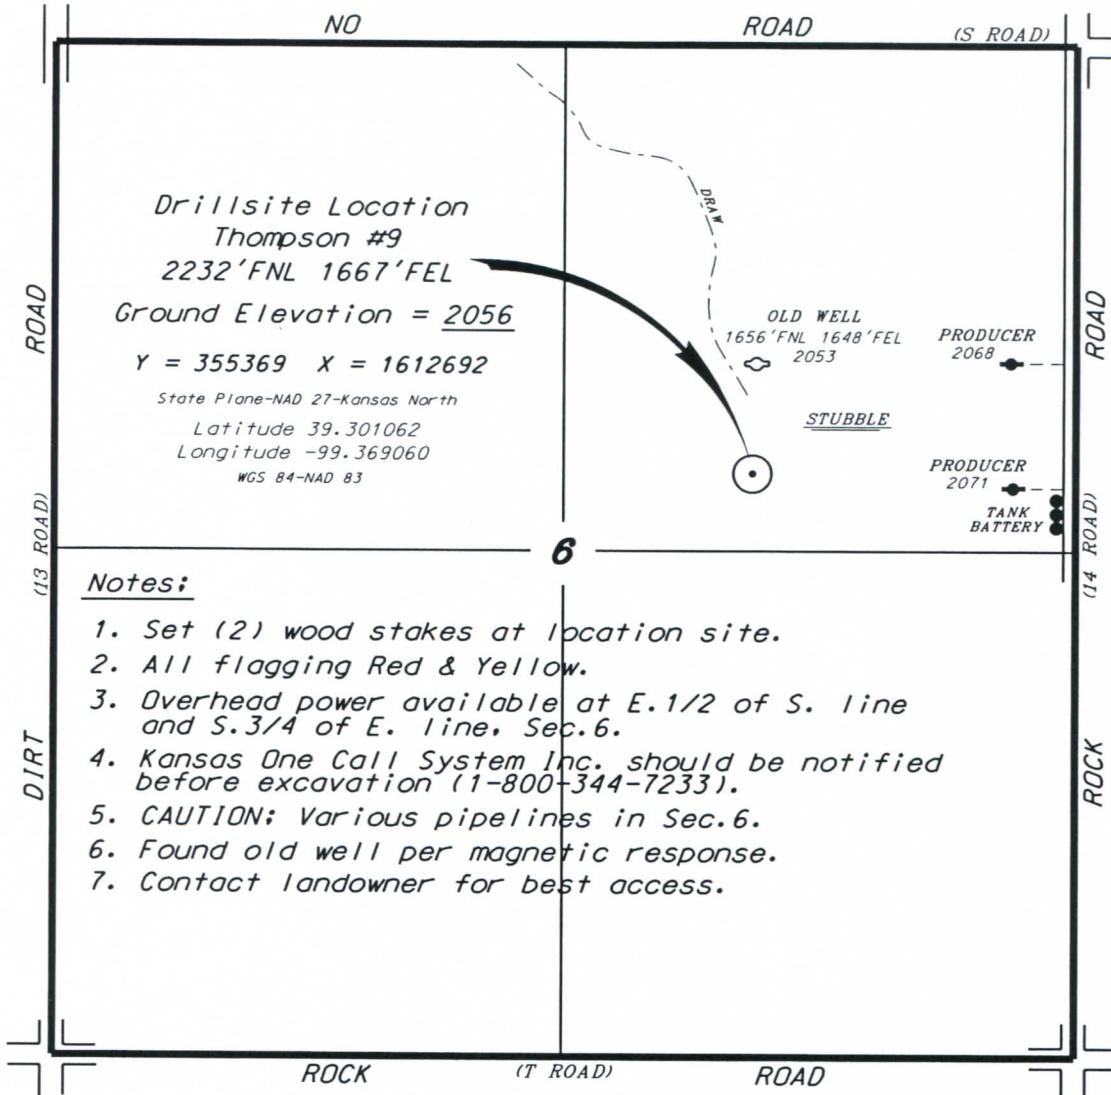 NO ROAD (S ROAD)
Drillsite Location
Thompson #9
2232'FNL 1667'FEL
Ground Elevation = 2056
Y = 355369 X = 1612692
State Plane-NAD 27-Kansas North
Latitude 39.301062
Longitude -99.369060
WGS 84-NAD 83
DRAW
OLD WELL
1656'FNL 1648'FEL
2053
PRODUCER
2068
STUBBLE
PRODUCER
2071
TANK
BATTERY
ROAD
(13 ROAD)
DIRT
ROAD
(14 ROAD)
ROCK
6
Notes:
1. Set (2) wood stakes at location site.
2. All flagging Red & Yellow.
3. Overhead power available at E.1/2 of S. line
and S.3/4 of E. line, Sec.6.
4. Kansas One Call System Inc. should be notified
before excavation (1-800-344-7233).
5. CAUTION: Various pipelines in Sec.6.
6. Found old well per magnetic response.
7. Contact landowner for best access.
ROCK (T ROAD) ROAD